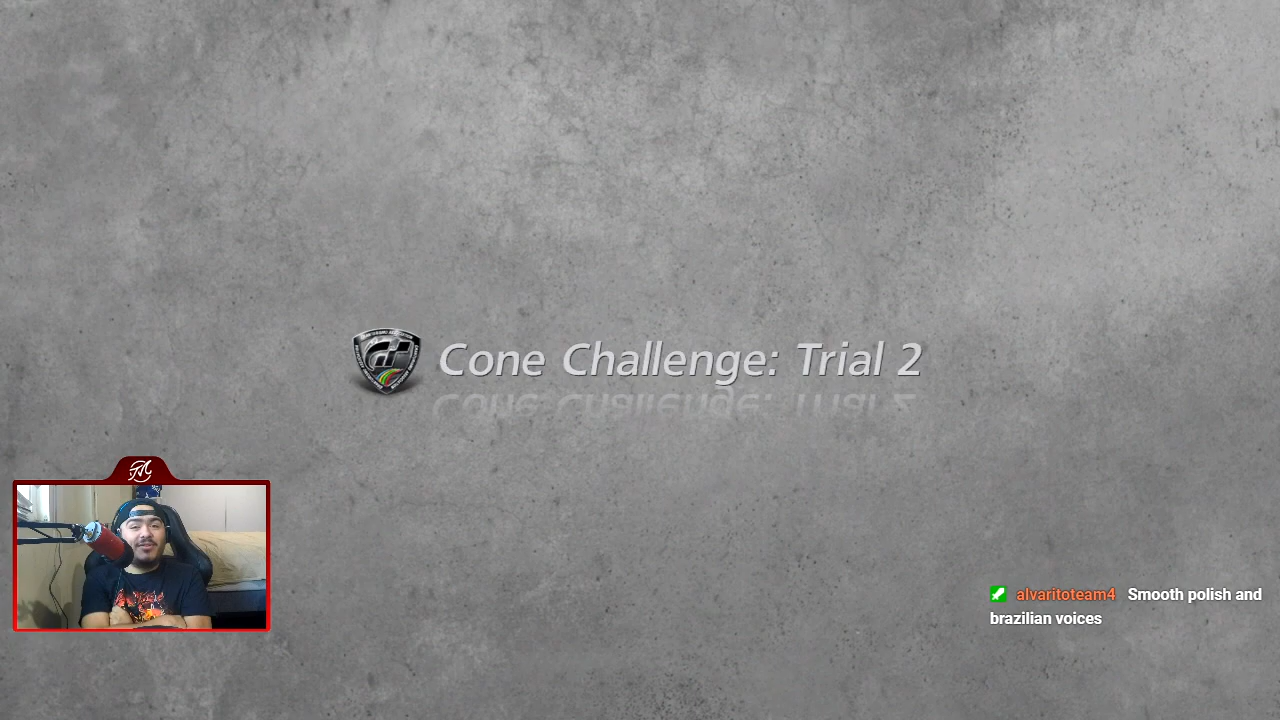 Cone Challenge: Trial 2
alvaritoteam4 Smooth polish and
brazilian voices